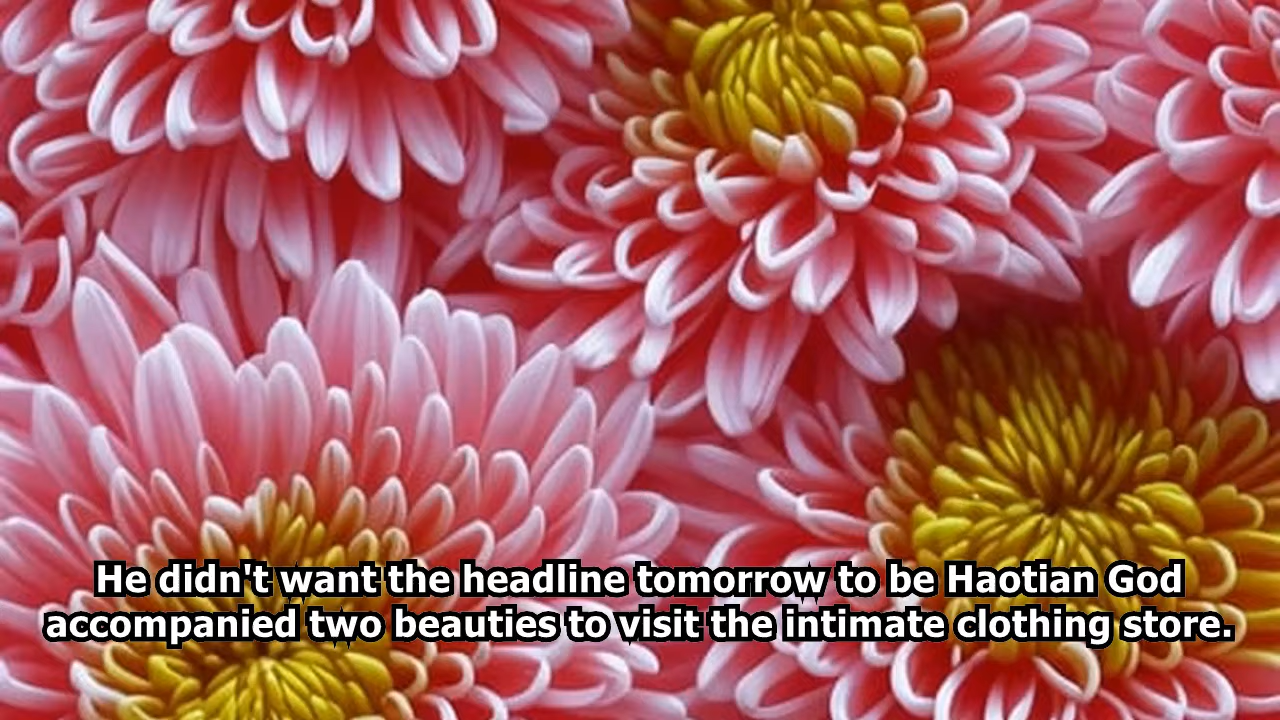 He didn't want the headline tomorrow to be Haotian God
accompanied two beauties to visit the intimate clothing store.